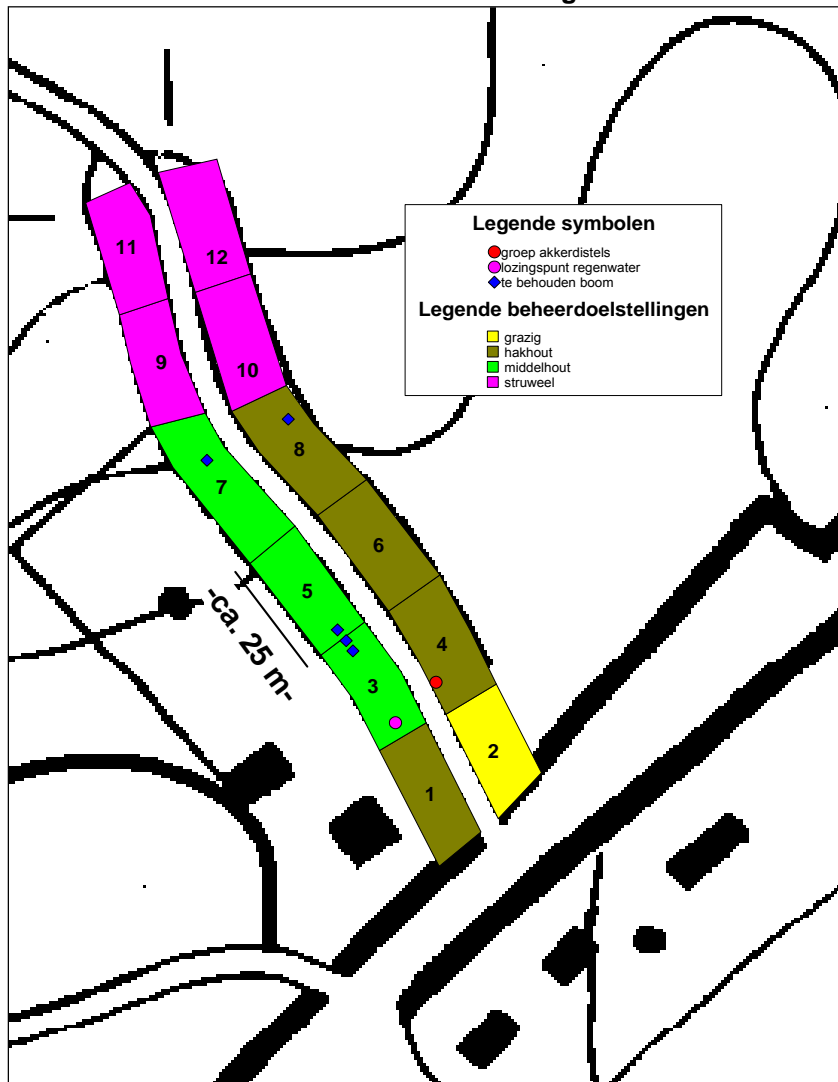 11
12
Legende symbolen
groep akkerdistels
lozingspunt regenwater
te behouden boom
Legende beheerdoelstellingen
grazig
hakhout
middelhout
struweel
9
10
8
7
6
5
-ca. 25 m-
4
3
2
1